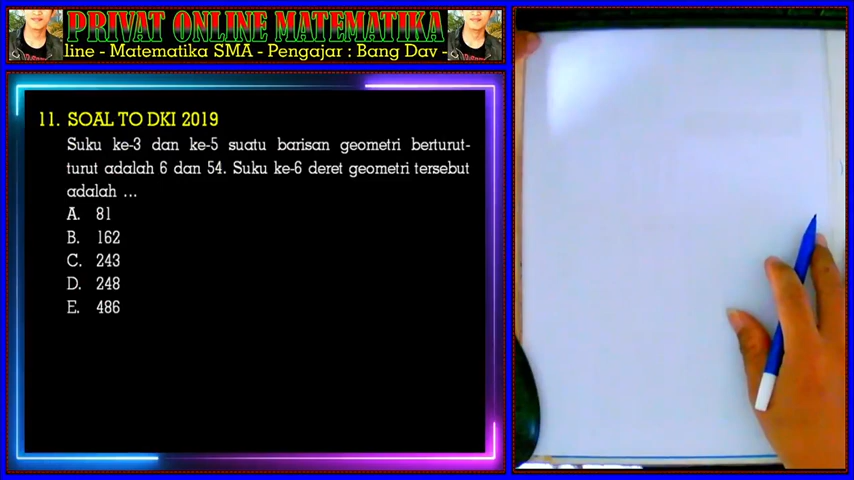 PRIVAT ONLINE MATEMATIKA
line - Matematika SMA - Pengajar : Bang Dav -
11. SOAL TO DKI 2019
Suku ke-3 dan ke-5 suatu barisan geometri berturut-
turut adalah 6 dan 54. Suku ke-6 deret geometri tersebut
adalah ...
A. 81
B. 162
C. 243
D. 248
E. 486